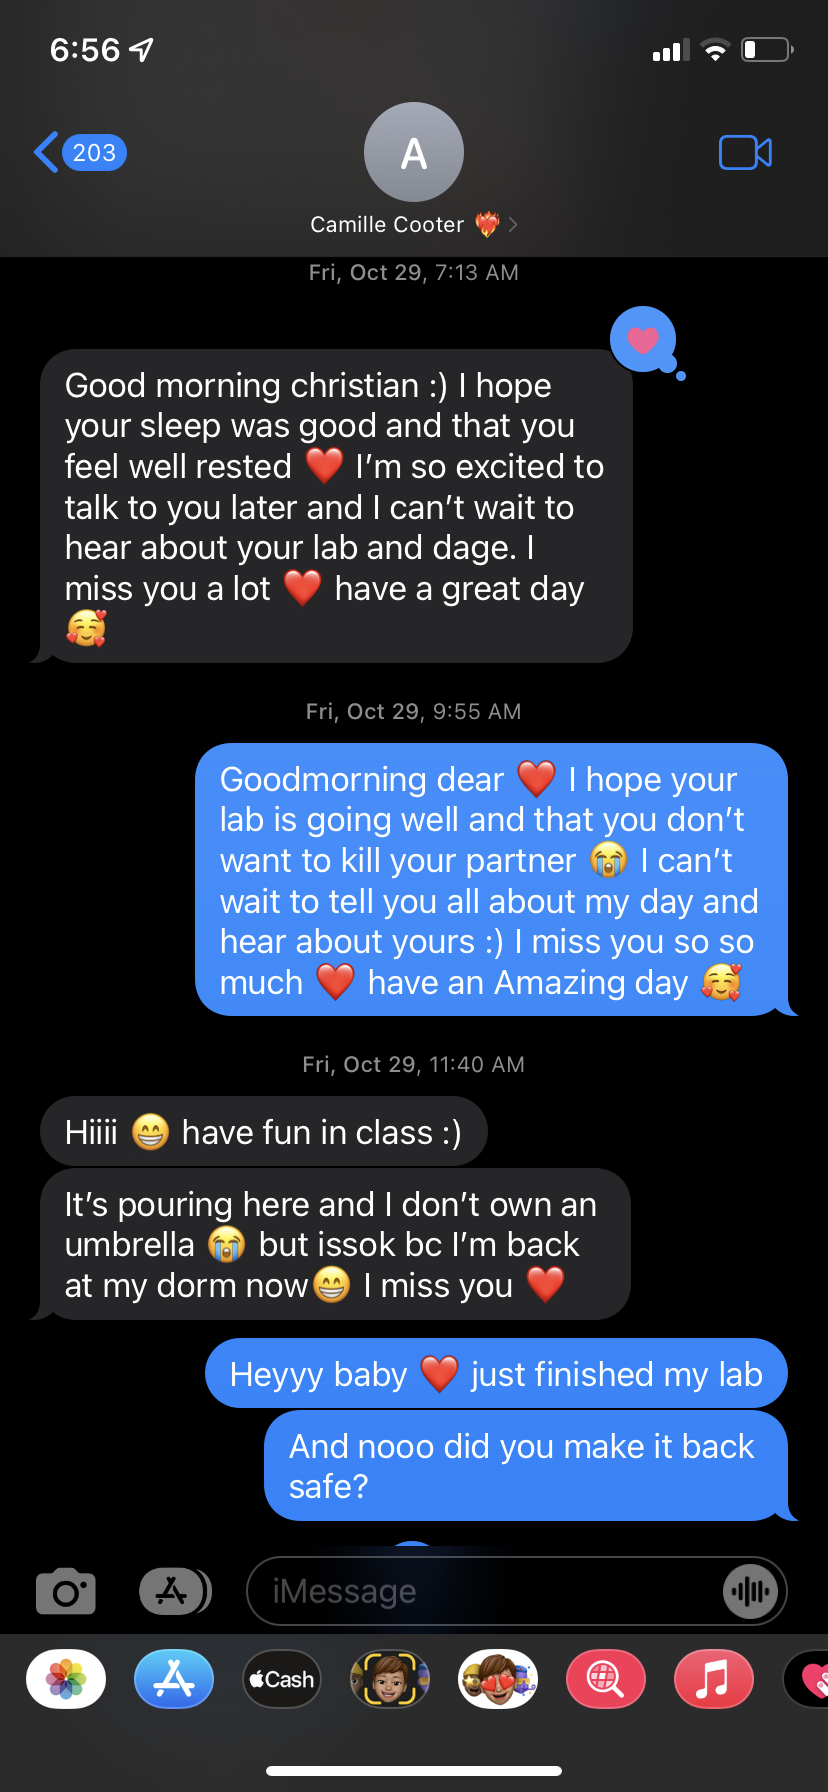 6:56
203
A
Camille Cooter ❤️‍🔥
Fri, Oct 29, 7:13 AM
Good morning christian :) I hope
your sleep was good and that you
feel well rested ❤️ I'm so excited to
talk to you later and I can't wait to
hear about your lab and dage. I
miss you a lot ❤️ have a great day
🥰
Fri, Oct 29, 9:55 AM
Goodmorning dear ❤️ I hope your
lab is going well and that you don't
want to kill your partner 😭 I can't
wait to tell you all about my day and
hear about yours :) I miss you so so
much ❤️ have an Amazing day 🥰
Fri, Oct 29, 11:40 AM
Hiiii 😁 have fun in class :)
It's pouring here and I don't own an
umbrella 😭 but issok bc I'm back
at my dorm now😁 I miss you ❤️
Heyyy baby ❤️ just finished my lab
And nooo did you make it back
safe?
iMessage
Cash